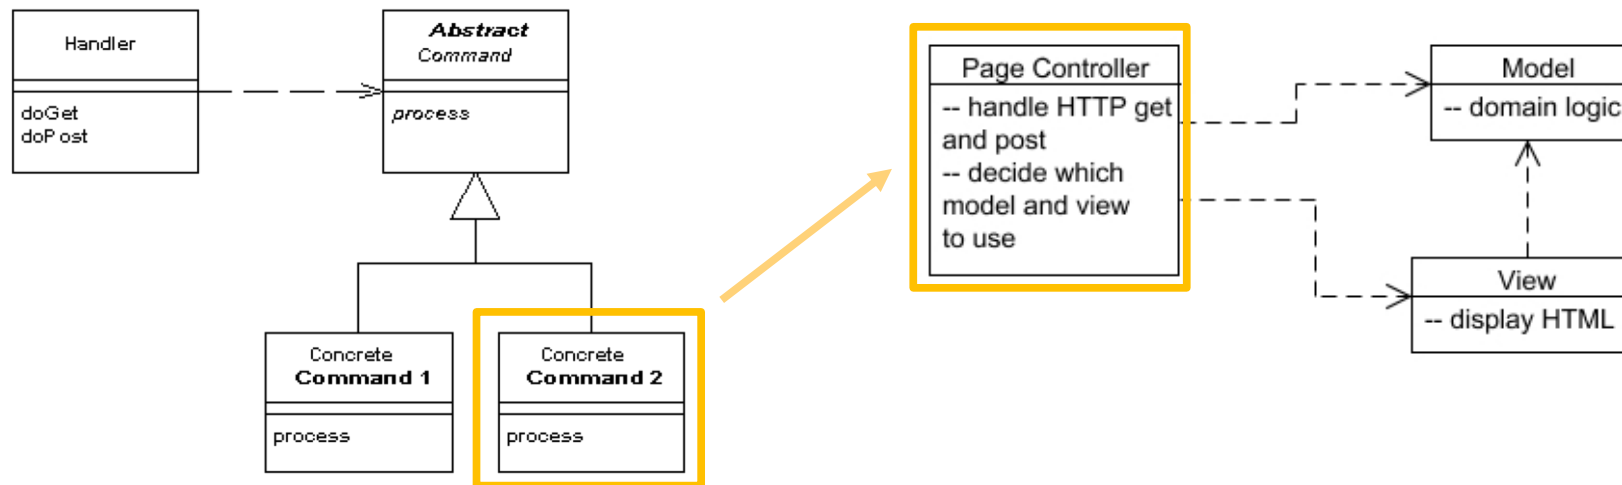 Handler
doGet
doPost
Abstract
Command
process
Concrete
Command 1
process
Concrete
Command 2
process
Page Controller
-- handle HTTP get
and post
-- decide which
model and view
to use
Model
-- domain logic
View
-- display HTML